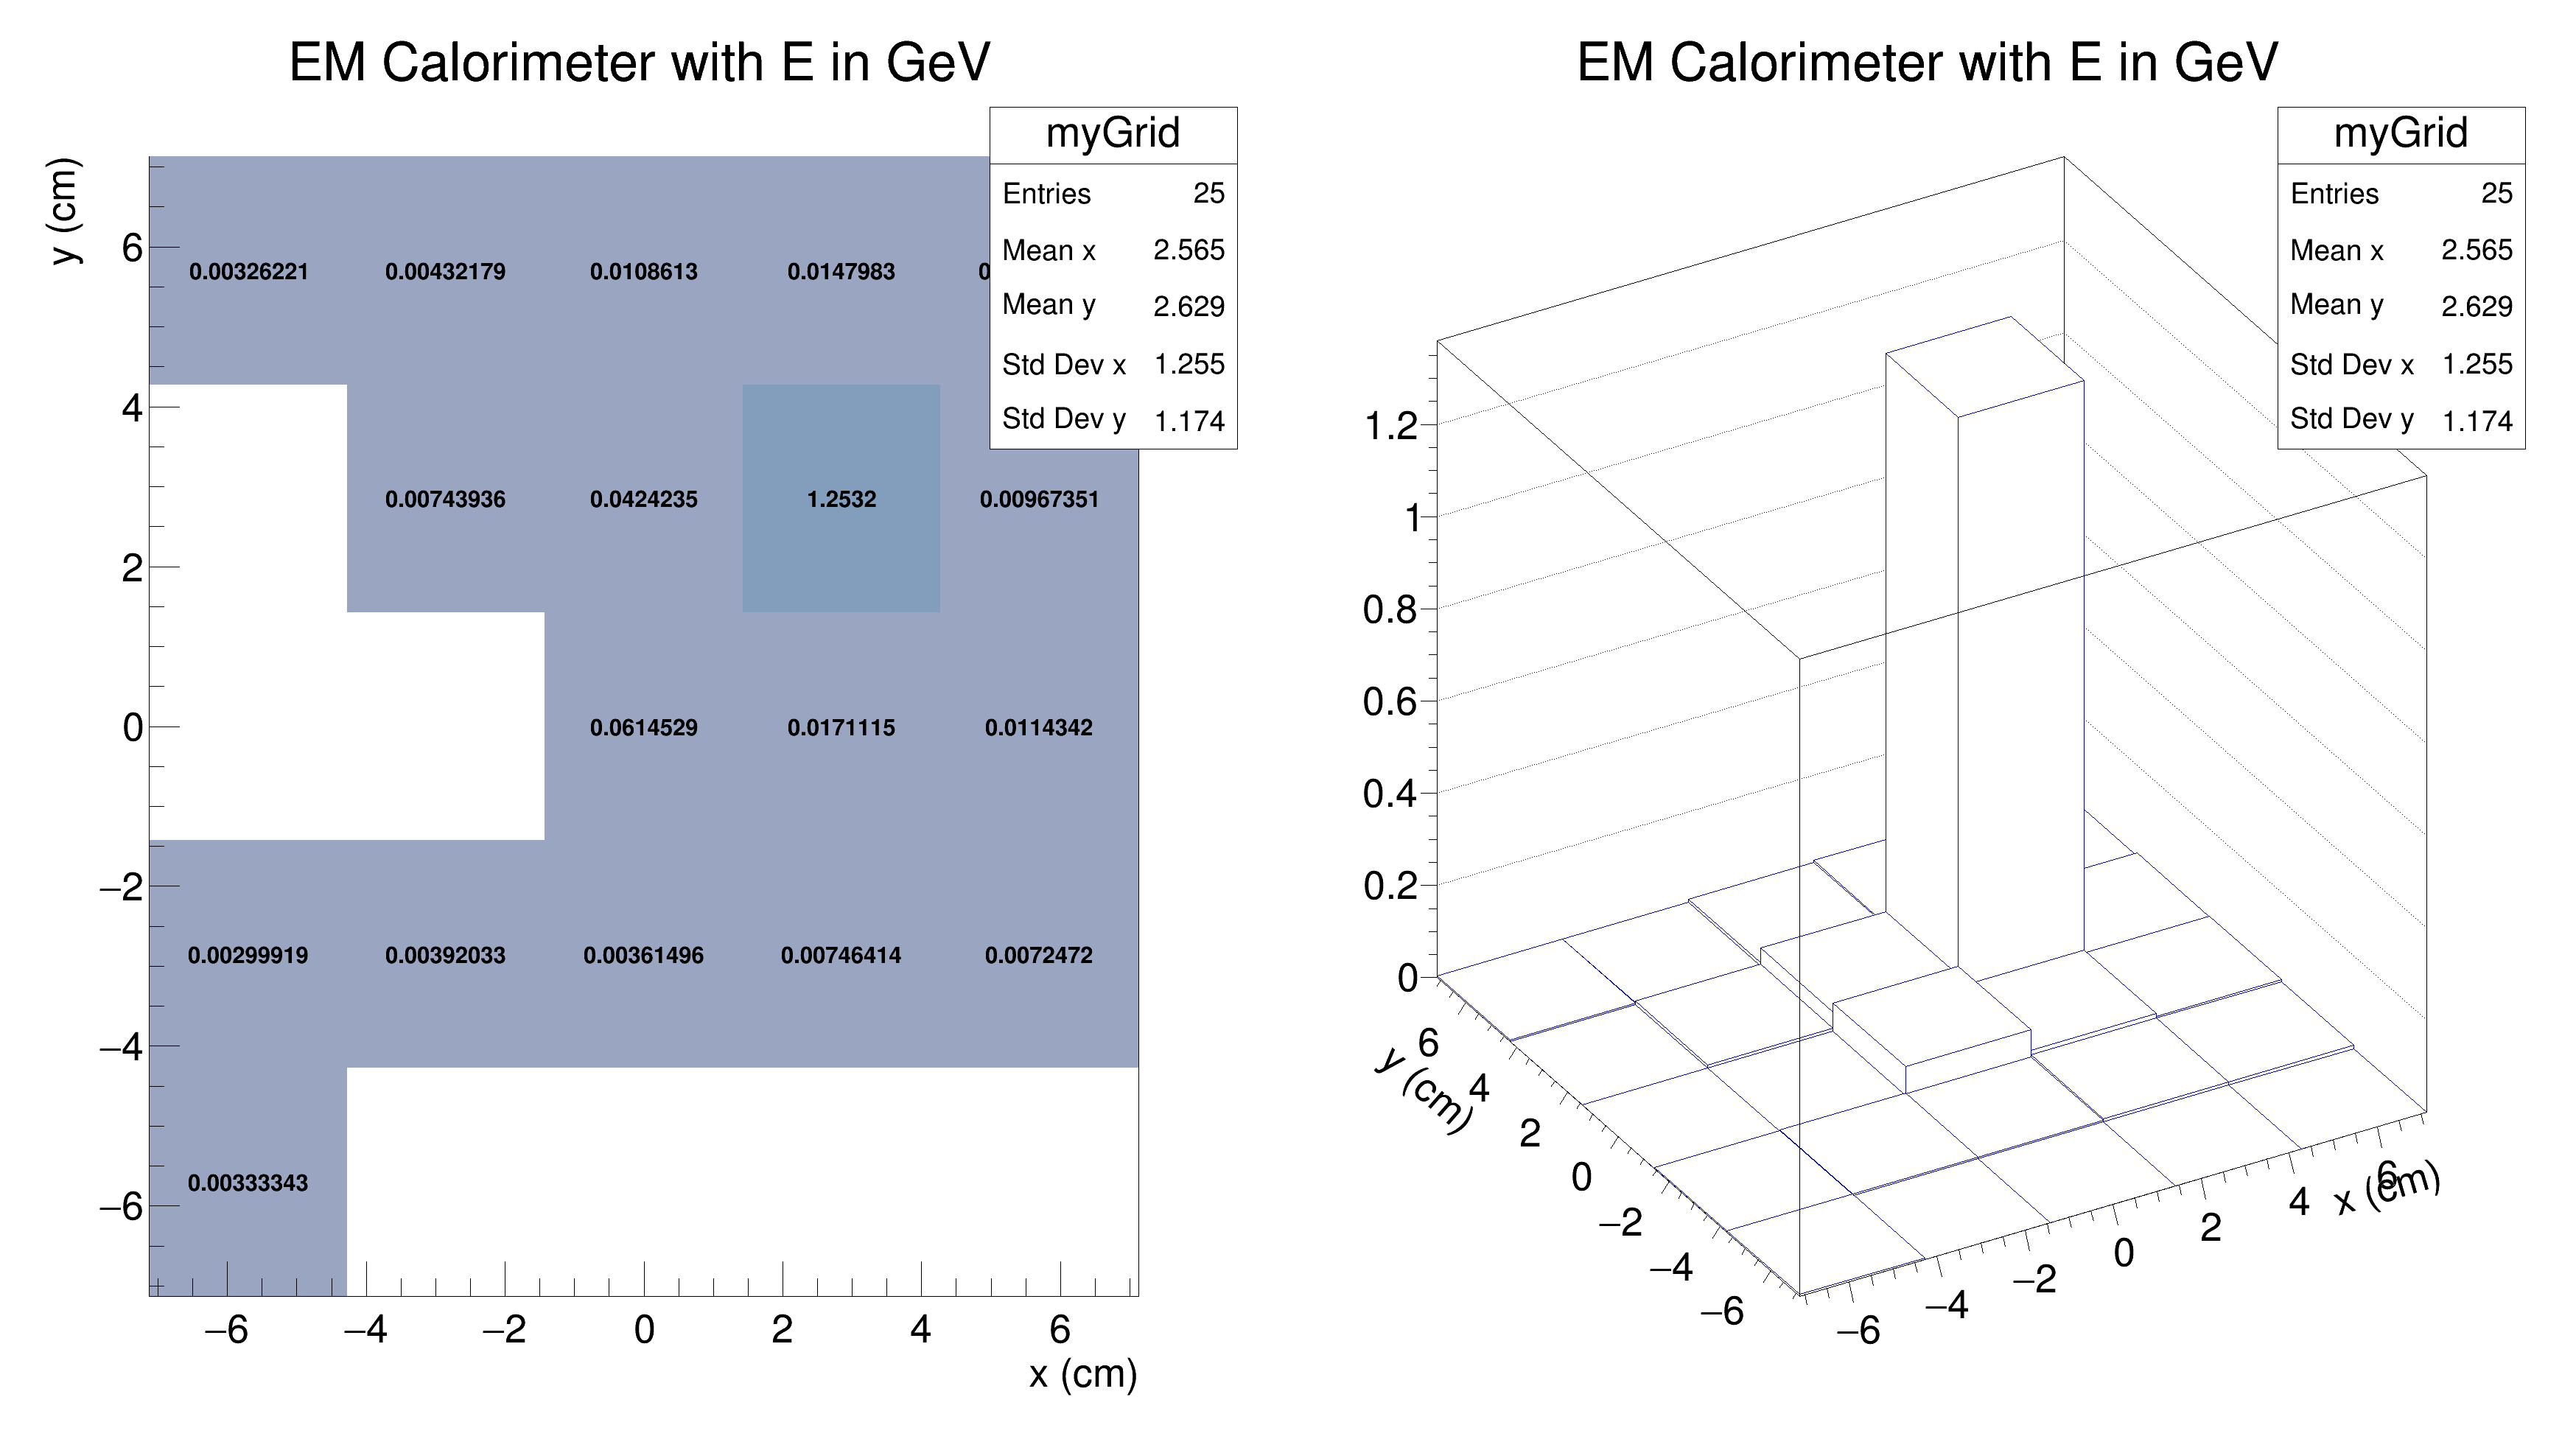 EM Calorimeter with E in GeV
myGrid
Entries 25
Mean x 2.565
Mean y 2.629
Std Dev x 1.255
Std Dev y 1.174
y (cm)
6
4
2
0
−2
−4
−6
0.00326221 0.00432179 0.0108613 0.0147983
0.00743936 0.0424235 1.2532 0.00967351
0.0614529 0.0171115 0.0114342
0.00299919 0.00392033 0.00361496 0.00746414 0.0072472
0.00333343
−6 −4 −2 0 2 4 6
x (cm)
EM Calorimeter with E in GeV
myGrid
Entries 25
Mean x 2.565
Mean y 2.629
Std Dev x 1.255
Std Dev y 1.174
1.2
1
0.8
0.6
0.4
0.2
0
6
4
2
0
−2
−4
−6
y (cm)
−6 −4 −2 0 2 4 6
x (cm)